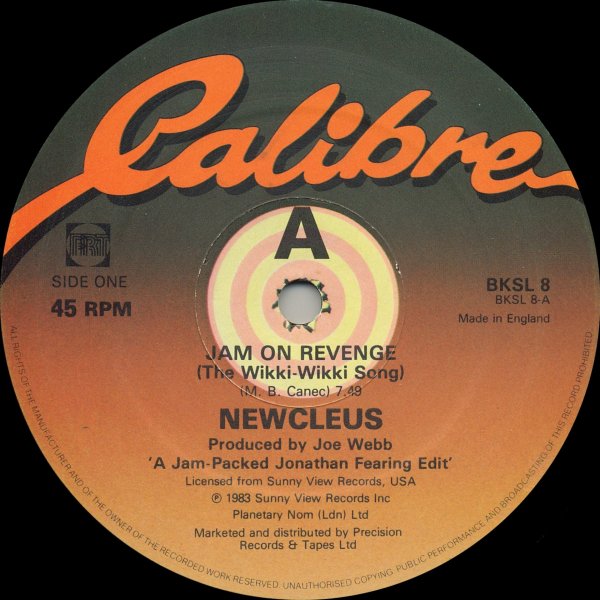 Calibre
A
PRT
SIDE ONE
45 RPM
BKSL 8
BKSL 8-A
Made in England
JAM ON REVENGE
(The Wikki-Wikki Song)
(M. B. Canec) 7.49
NEWCLEUS
Produced by Joe Webb
'A Jam-Packed Jonathan Fearing Edit'
Licensed from Sunny View Records, USA
Ⓟ 1983 Sunny View Records Inc
Planetary Nom (Ldn) Ltd
Marketed and distributed by Precision
Records & Tapes Ltd
ALL RIGHTS OF THE MANUFACTURER AND OF THE OWNER OF THE RECORDED WORK RESERVED. UNAUTHORISED COPYING, PUBLIC PERFORMANCE AND BROADCASTING OF THIS RECORD PROHIBITED.